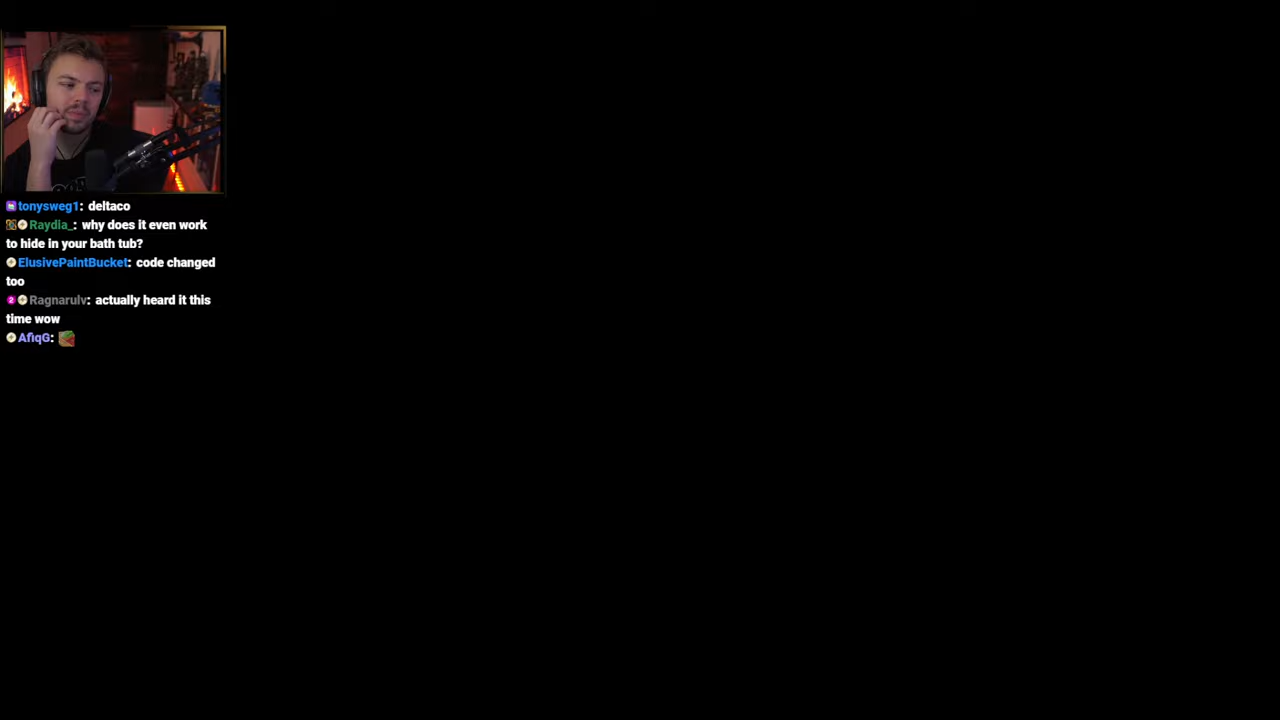 tonysweg1: deltaco
Raydia_: why does it even work
to hide in your bath tub?
ElusivePaintBucket: code changed
too
Ragnarulv: actually heard it this
time wow
AfiqG: